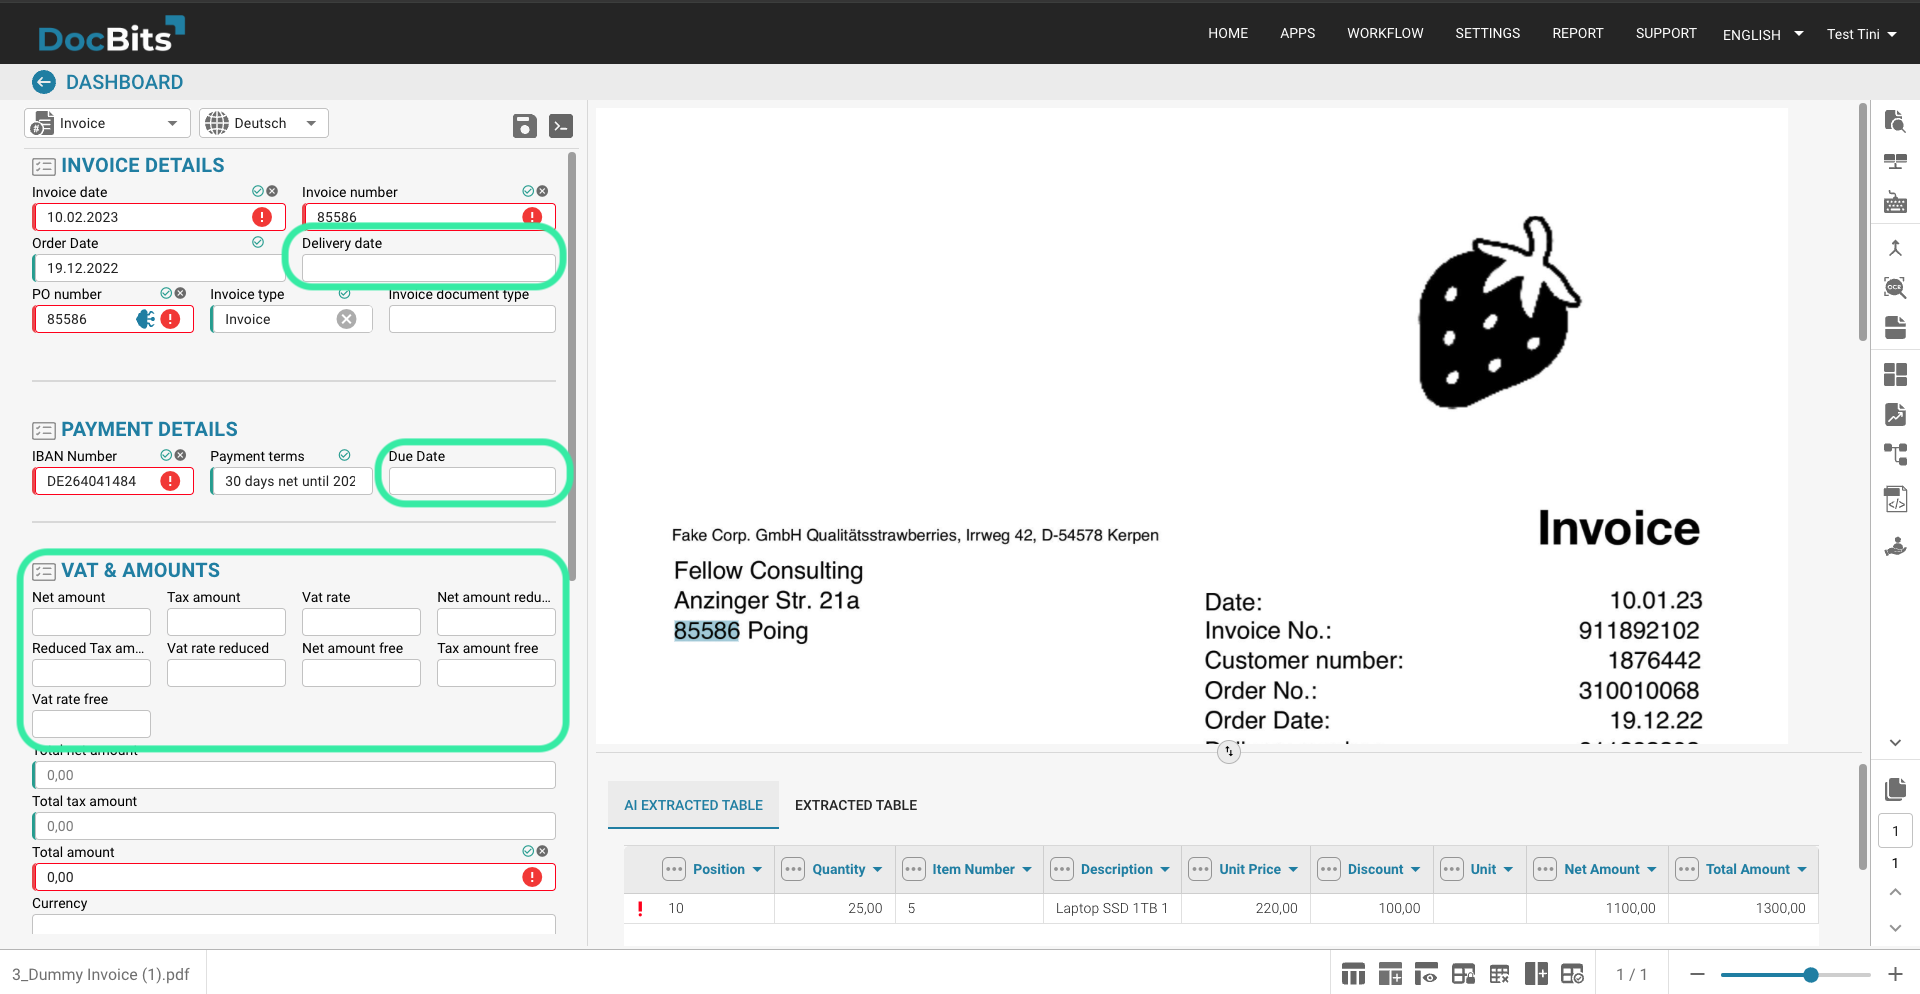 DocBits
HOME APPS WORKFLOW SETTINGS REPORT SUPPORT ENGLISH Test Tini
DASHBOARD
Invoice Deutsch
INVOICE DETAILS
Invoice date Invoice number
10.02.2023 85586
Order Date Delivery date
19.12.2022
PO number Invoice type Invoice document type
85586 Invoice
PAYMENT DETAILS
IBAN Number Payment terms Due Date
DE264041484 30 days net until 202
VAT & AMOUNTS
Net amount Tax amount Vat rate Net amount redu...
Reduced Tax am... Vat rate reduced Net amount free Tax amount free
Vat rate free
Total net amount
0,00
Total tax amount
0,00
Total amount
0,00
Currency
Fake Corp. GmbH Qualitätsstrawberries, Irrweg 42, D-54578 Kerpen
Fellow Consulting
Anzinger Str. 21a
85586 Poing
Invoice
Date: 10.01.23
Invoice No.: 911892102
Customer number: 1876442
Order No.: 310010068
Order Date: 19.12.22
OCR
AI EXTRACTED TABLE EXTRACTED TABLE
Position Quantity Item Number Description Unit Price Discount Unit Net Amount Total Amount
10 25,00 5 Laptop SSD 1TB 1 220,00 100,00 1100,00 1300,00
1
1
3_Dummy Invoice (1).pdf
1 / 1